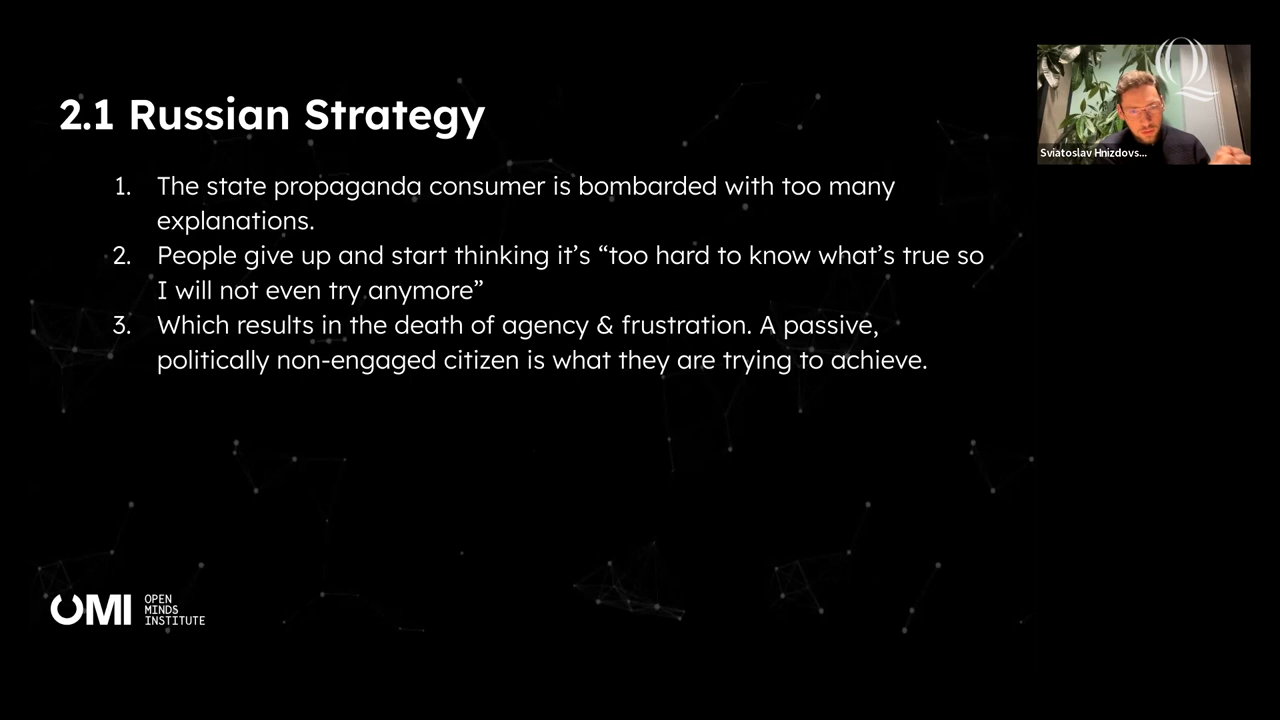 2.1 Russian Strategy
1. The state propaganda consumer is bombarded with too many
explanations.
2. People give up and start thinking it’s “too hard to know what’s true so
I will not even try anymore”
3. Which results in the death of agency & frustration. A passive,
politically non-engaged citizen is what they are trying to achieve.
Sviatoslav Hnizdovs...
OMI
OPEN
MINDS
INSTITUTE